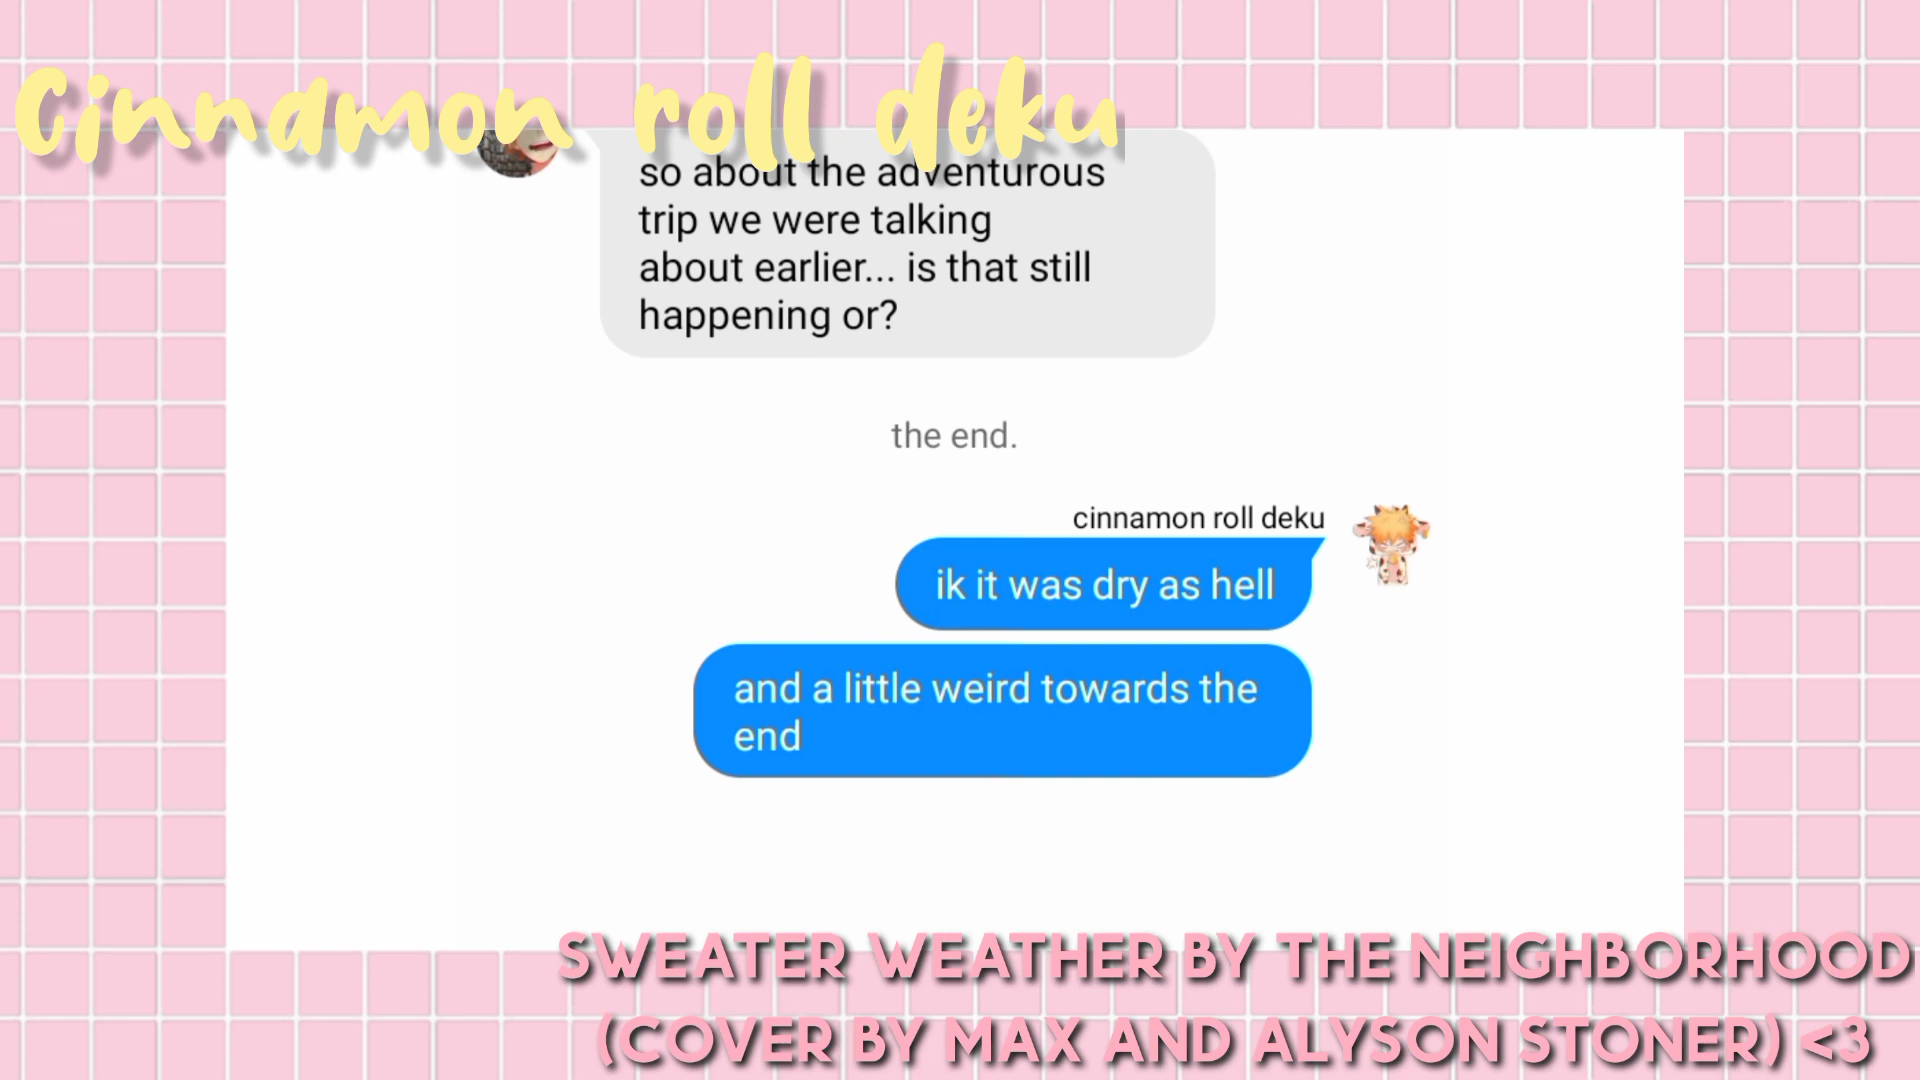 Cinnamon roll deku
so about the adventurous
trip we were talking
about earlier... is that still
happening or?
the end.
cinnamon roll deku
ik it was dry as hell
and a little weird towards the
end
SWEATER WEATHER BY THE NEIGHBORHOOD
(COVER BY MAX AND ALYSON STONER) <3